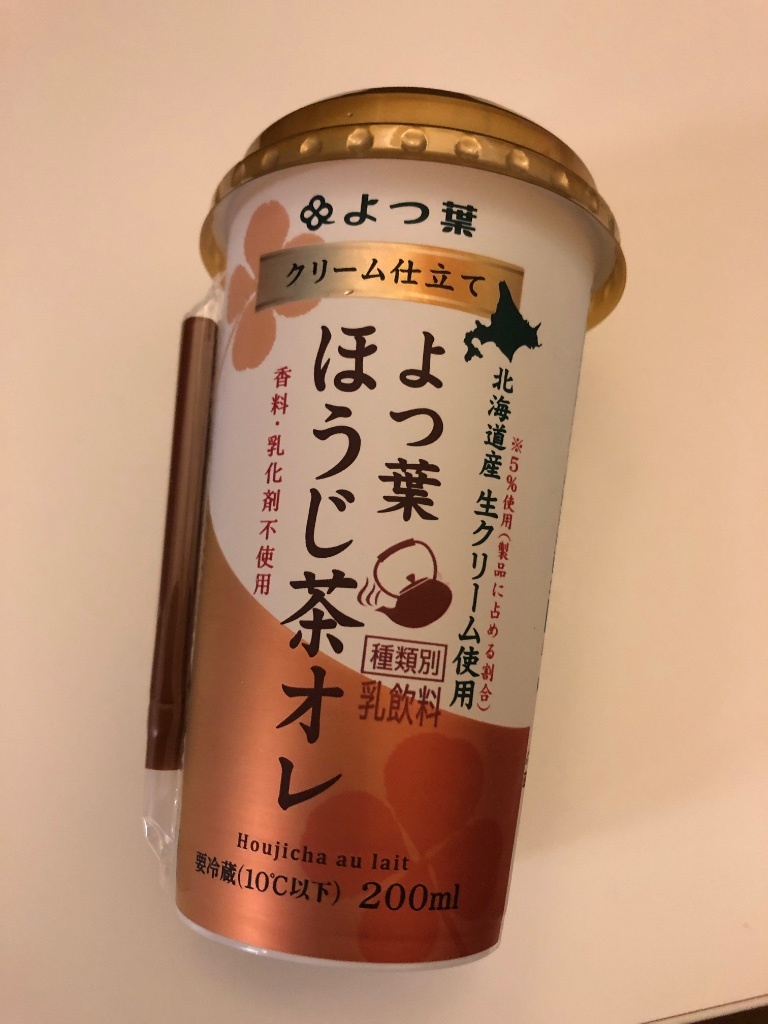 よつ葉
クリーム仕立て
北海道産 生クリーム使用
※5%使用(製品に占める割合)
よつ葉
ほうじ茶オレ
香料・乳化剤不使用
種類別
乳飲料
Houjicha au lait
要冷蔵(10℃以下) 200ml